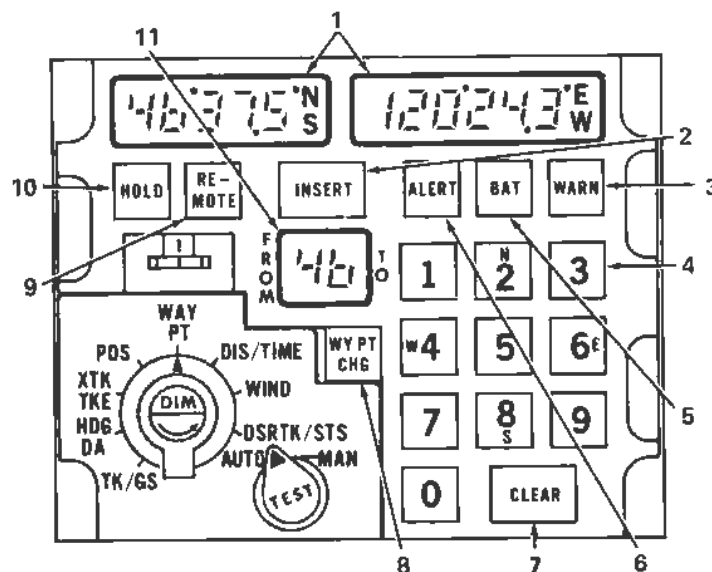 1
11
46°37.5' N S
120°24.3' E W
2
10
HOLD
RE-
MOTE
INSERT
ALERT
BAT
WARN
3
9
FROM
46
TO
1
N
2
3
4
WAY
PT
POS
DIS/TIME
WY PT
CHG
W4
5
6E
XTK
TKE
DIM
WIND
HDG
DA
DSRTK/STS
7
8
S
9
5
TK/GS
AUTO
MAN
TEST
0
CLEAR
8
7
6